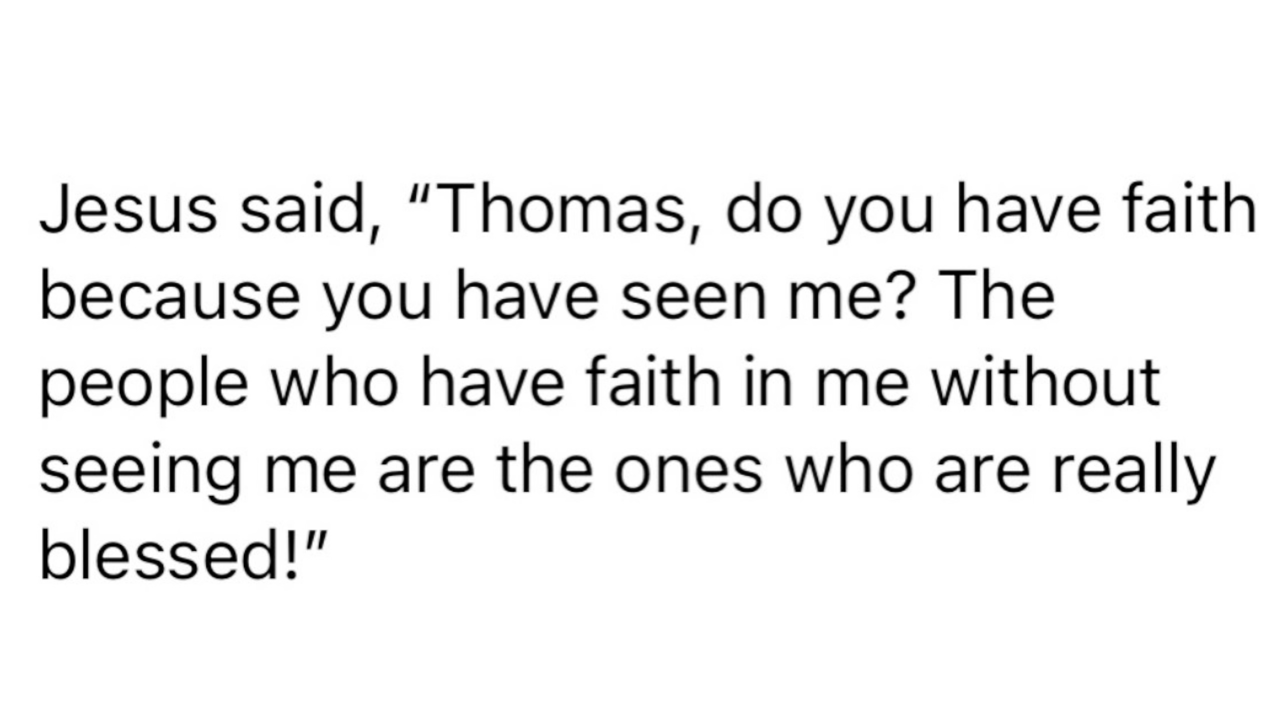 Jesus said, “Thomas, do you have faith
because you have seen me? The
people who have faith in me without
seeing me are the ones who are really
blessed!”